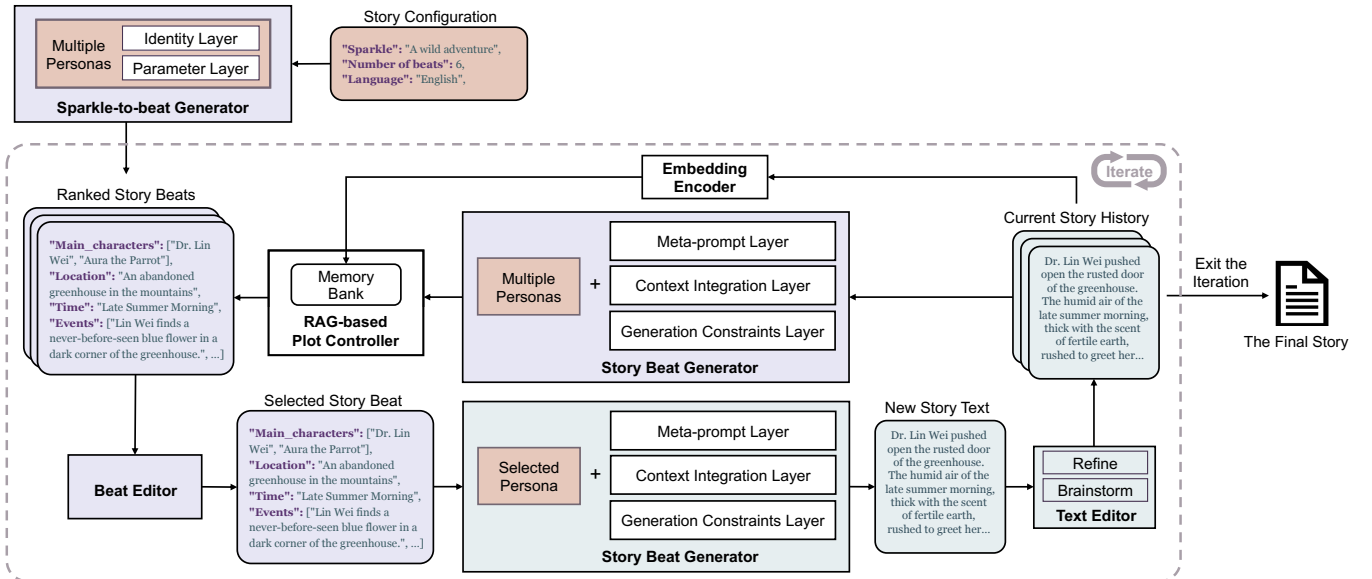 Story Configuration
Multiple
Personas
Identity Layer
Parameter Layer
Sparkle-to-beat Generator
"Sparkle": "A wild adventure",
"Number of beats": 6,
"Language": "English",
Iterate
Embedding
Encoder
Ranked Story Beats
"Main_characters": ["Dr. Lin
Wei", "Aura the Parrot"],
"Location": "An abandoned
greenhouse in the mountains",
"Time": "Late Summer Morning",
"Events": ["Lin Wei finds a
never-before-seen blue flower in a
dark corner of the greenhouse.", ...]
Memory
Bank
RAG-based
Plot Controller
Multiple
Personas
+
Meta-prompt Layer
Context Integration Layer
Generation Constraints Layer
Story Beat Generator
Current Story History
Dr. Lin Wei pushed
open the rusted door
of the greenhouse.
The humid air of the
late summer morning,
thick with the scent
of fertile earth,
rushed to greet her...
Exit the
Iteration
The Final Story
Beat Editor
Selected Story Beat
"Main_characters": ["Dr. Lin
Wei", "Aura the Parrot"],
"Location": "An abandoned
greenhouse in the mountains",
"Time": "Late Summer Morning",
"Events": ["Lin Wei finds a
never-before-seen blue flower in a
dark corner of the greenhouse.", ...]
Selected
Persona
+
Meta-prompt Layer
Context Integration Layer
Generation Constraints Layer
Story Beat Generator
New Story Text
Dr. Lin Wei pushed
open the rusted door
of the greenhouse.
The humid air of the
late summer morning,
thick with the scent
of fertile earth,
rushed to greet her...
Refine
Brainstorm
Text Editor